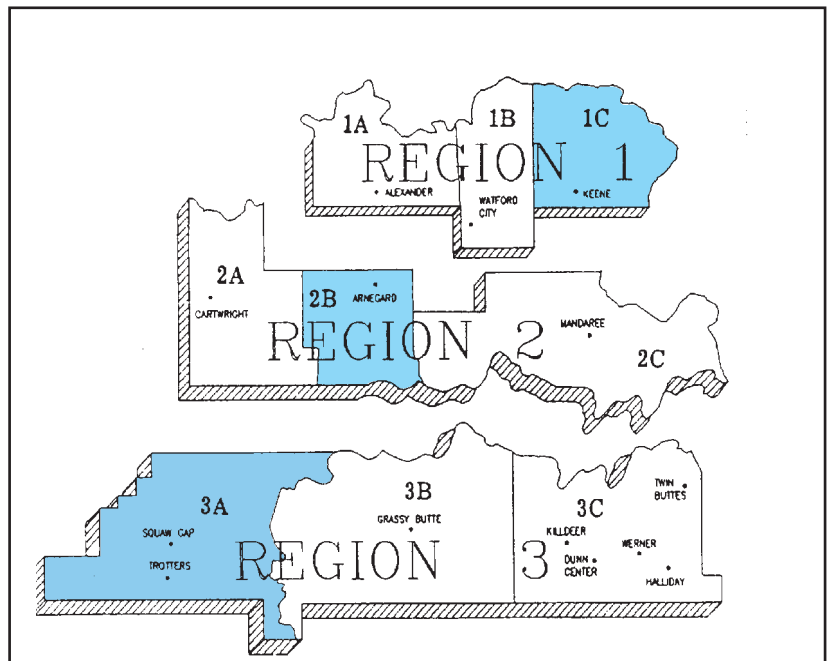 1A
1B
1C
REGION 1
ALEXANDER
WATFORD
CITY
KEENE
2A
2B
ARNEGARD
CARTWRIGHT
REGION 2
MANDAREE
2C
3A
3B
3C
TWIN
BUTTES
GRASSY BUTTE
SQUAW GAP
KILLDEER
WERNER
REGION 3
DUNN
CENTER
TROTTERS
HALLIDAY